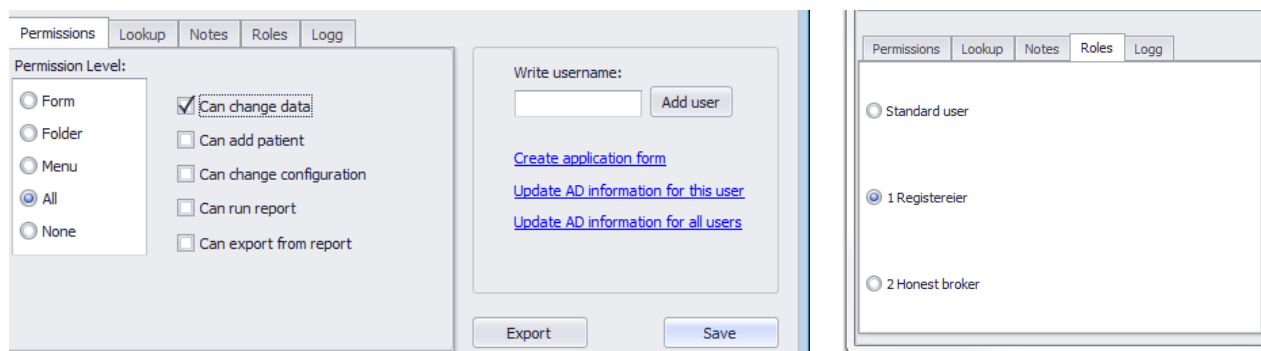 Permissions Lookup Notes Roles Logg
Permission Level:
Form
Folder
Menu
All
None
Can change data
Can add patient
Can change configuration
Can run report
Can export from report
Write username:
Add user
Create application form
Update AD information for this user
Update AD information for all users
Export Save
Permissions Lookup Notes Roles Logg
Standard user
1 Registereier
2 Honest broker